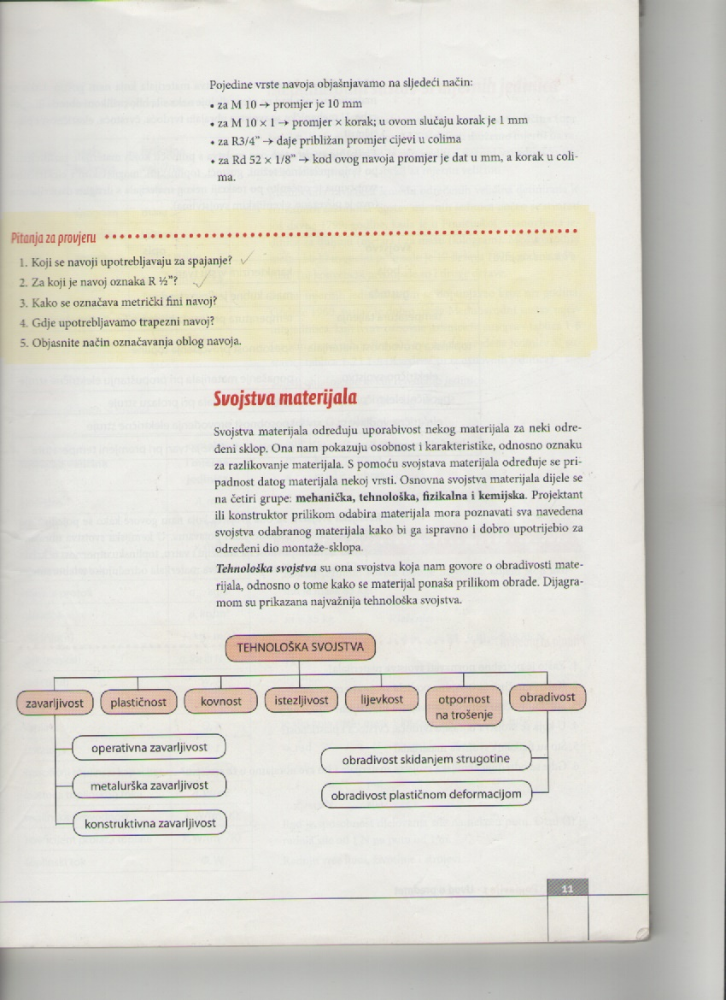 Pojedine vrste navoja objašnjavamo na sljedeći način:
• za M 10 → promjer je 10 mm
• za M 10 x 1 → promjer x korak; u ovom slučaju korak je 1 mm
• za R3/4” → daje približan promjer cijevi u colima
• za Rd 52 × 1/8” → kod ovog navoja promjer je dat u mm, a korak u coli-
ma.
Pitanja za provjeru
1. Koji se navoji upotrebljavaju za spajanje?
2. Za koji je navoj oznaka R ½”?
3. Kako se označava metrički fini navoj?
4. Gdje upotrebljavamo trapezni navoj?
5. Objasnite način označavanja oblog navoja.
Svojstva materijala
Svojstva materijala određuju uporabivost nekog materijala za neki odre-
đeni sklop. Ona nam pokazuju osobnost i karakteristike, odnosno oznaku
za razlikovanje materijala. S pomoću svojstava materijala određuje se pri-
padnost datog materijala nekoj vrsti. Osnovna svojstva materijala dijele se
na četiri grupe: mehanička, tehnološka, fizikalna i kemijska. Projektant
ili konstruktor prilikom odabira materijala mora poznavati sva navedena
svojstva odabranog materijala kako bi ga ispravno i dobro upotrijebio za
određeni dio montaže-sklopa.
Tehnološka svojstva su ona svojstva koja nam govore o obradivosti mate-
rijala, odnosno o tome kako se materijal ponaša prilikom obrade. Dijagra-
mom su prikazana najvažnija tehnološka svojstva.
TEHNOLOŠKA SVOJSTVA
zavarljivost
plastičnost
kovnost
istezljivost
lijevkost
otpornost
na trošenje
obradivost
operativna zavarljivost
metalurška zavarljivost
konstruktivna zavarljivost
obradivost skidanjem strugotine
obradivost plastičnom deformacijom
11